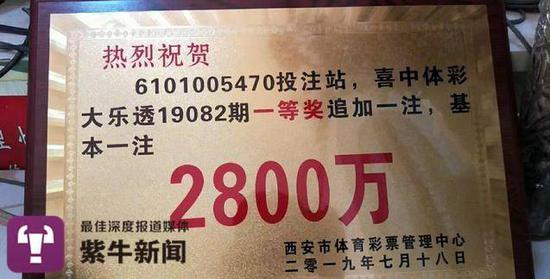 热烈祝贺
6101005470投注站，喜中体彩
大乐透19082期一等奖追加一注，基
本一注
2800万
最佳深度报道媒体
紫牛新闻
西安市体育彩票管理中心
二零一九年七月十八日